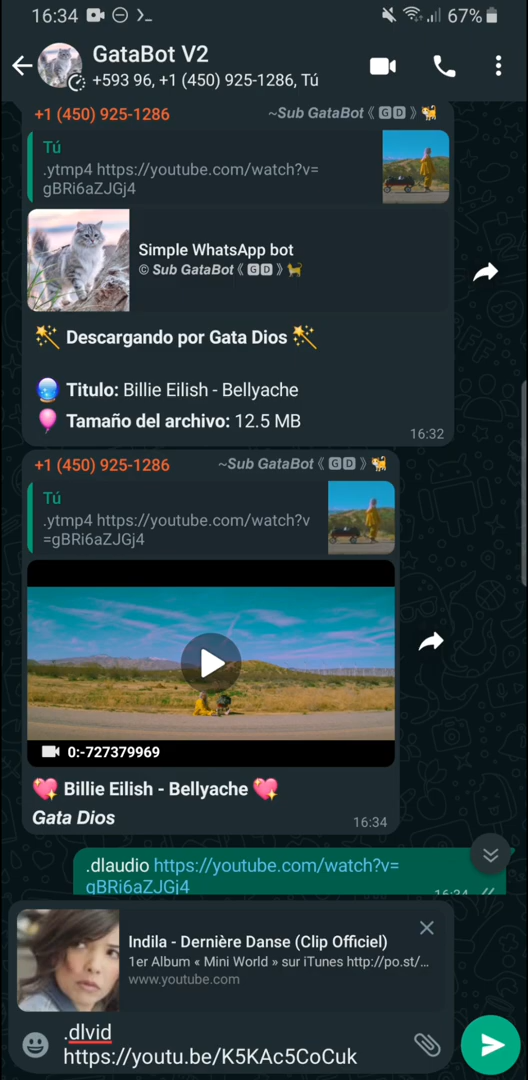 16:34
67%
GataBot V2
+593 96, +1 (450) 925-1286, Tú
+1 (450) 925-1286
~Sub GataBot《 🅶🅳 》🐈
Tú
.ytmp4 https://youtube.com/watch?v=
gBRi6aZJGj4
Simple WhatsApp bot
© Sub GataBot《 🅶🅳 》🐈
🪄 Descargando por Gata Dios 🪄
🔮 Titulo: Billie Eilish - Bellyache
🎈 Tamaño del archivo: 12.5 MB
16:32
+1 (450) 925-1286
~Sub GataBot《 🅶🅳 》🐈
Tú
.ytmp4 https://youtube.com/watch?v
=gBRi6aZJGj4
0:-727379969
💖 Billie Eilish - Bellyache 💖
Gata Dios
16:34
.dlaudio https://youtube.com/watch?v=
gBRi6aZJGj4
16:34
Indila - Dernière Danse (Clip Officiel)
1er Album « Mini World » sur iTunes http://po.st/...
www.youtube.com
.dlvid
https://youtu.be/K5KAc5CoCuk